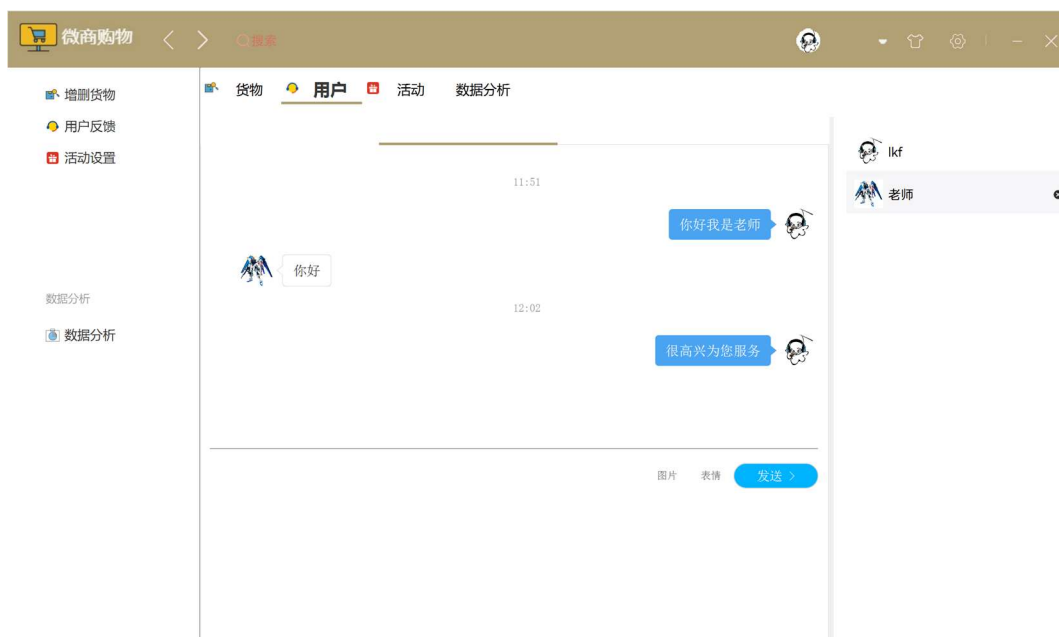 微商购物
搜索
增删货物
用户反馈
活动设置
数据分析
数据分析
货物 用户 活动 数据分析
11:51
你好我是老师
你好
12:02
很高兴为您服务
图片 表情 发送
lkf
老师